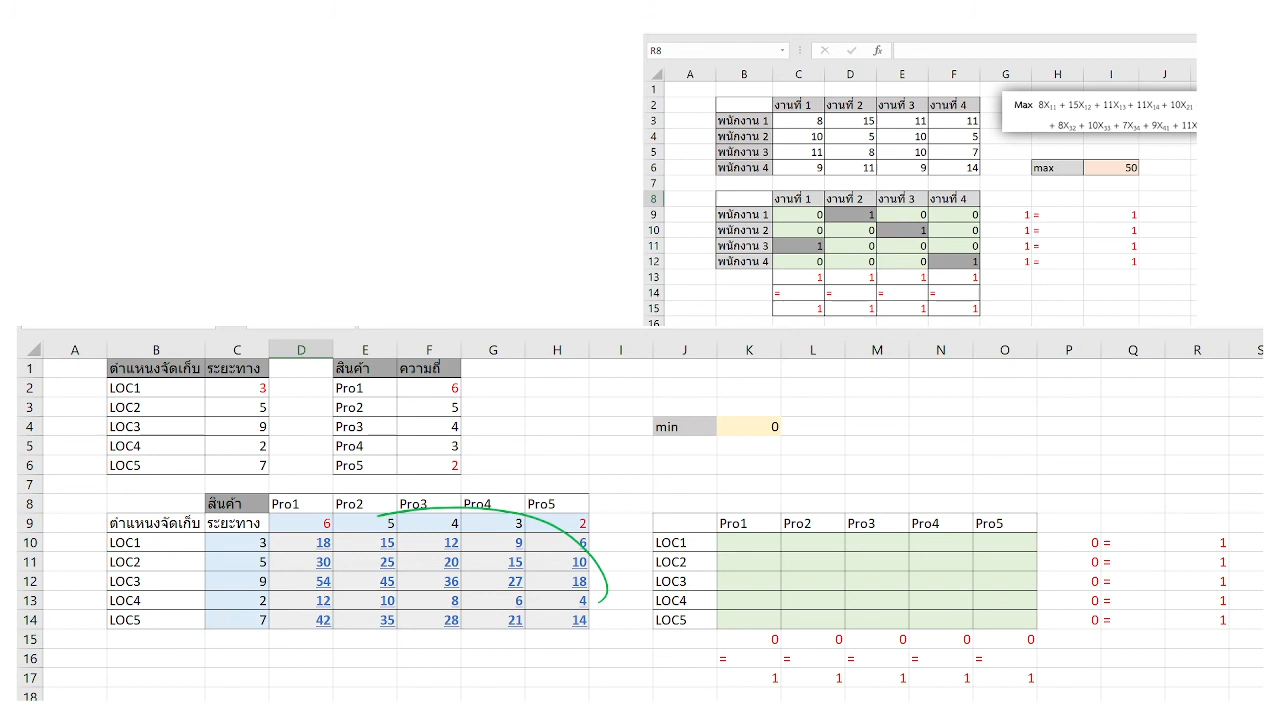 R8 fx
A B C D E F G H I J
1
2 งานที่ 1 งานที่ 2 งานที่ 3 งานที่ 4
3 พนักงาน 1 8 15 11 11
4 พนักงาน 2 10 5 10 5
5 พนักงาน 3 11 8 10 7
6 พนักงาน 4 9 11 9 14 max 50
Max 8X₁₁ + 15X₁₂ + 11X₁₃ + 11X₁₄ + 10X₂₁
+ 8X₃₂ + 10X₃₃ + 7X₃₄ + 9X₄₁ + 11X
7
8 งานที่ 1 งานที่ 2 งานที่ 3 งานที่ 4
9 พนักงาน 1 0 1 0 0 1 = 1
10 พนักงาน 2 0 0 1 0 1 = 1
11 พนักงาน 3 1 0 0 0 1 = 1
12 พนักงาน 4 0 0 0 1 1 = 1
13 1 1 1 1
14 = = = =
15 1 1 1 1
16
A B C D E F G H I J K L M N O P Q R S
1 ตำแหน่งจัดเก็บ ระยะทาง สินค้า ความถี่
2 LOC1 3 Pro1 6
3 LOC2 5 Pro2 5
4 LOC3 9 Pro3 4 min 0
5 LOC4 2 Pro4 3
6 LOC5 7 Pro5 2
7
8 สินค้า Pro1 Pro2 Pro3 Pro4 Pro5
9 ตำแหน่งจัดเก็บ ระยะทาง 6 5 4 3 2 Pro1 Pro2 Pro3 Pro4 Pro5
10 LOC1 3 18 15 12 9 6 LOC1 0 = 1
11 LOC2 5 30 25 20 15 10 LOC2 0 = 1
12 LOC3 9 54 45 36 27 18 LOC3 0 = 1
13 LOC4 2 12 10 8 6 4 LOC4 0 = 1
14 LOC5 7 42 35 28 21 14 LOC5 0 = 1
15 0 0 0 0 0
16 = = = = =
17 1 1 1 1 1
18